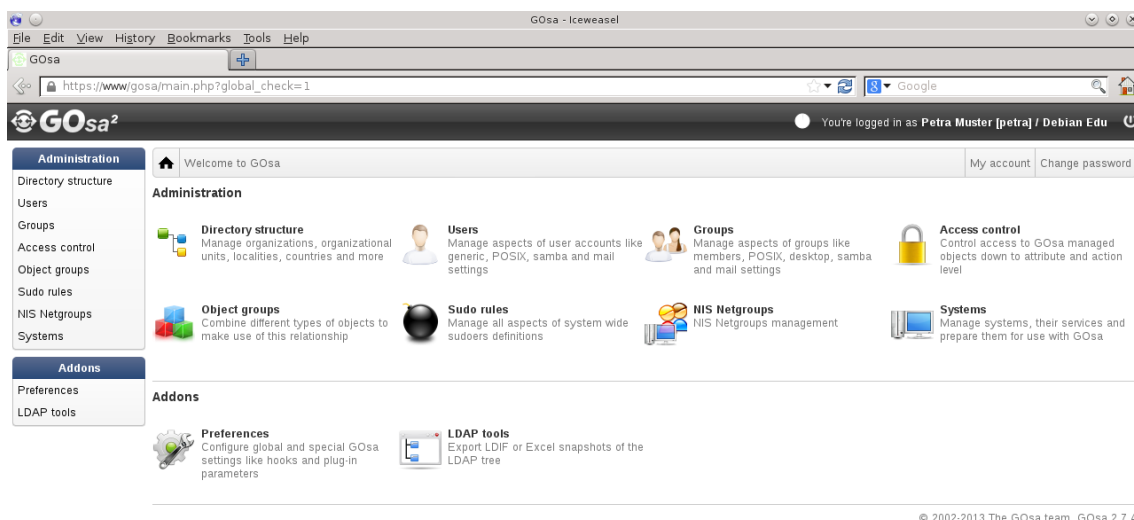 GOsa - Iceweasel
File Edit View History Bookmarks Tools Help
GOsa
https://www/gosa/main.php?global_check=1
Google
GOsa²
You're logged in as Petra Muster [petra] / Debian Edu
Administration
Directory structure
Users
Groups
Access control
Object groups
Sudo rules
NIS Netgroups
Systems
Addons
Preferences
LDAP tools
Welcome to GOsa
My account
Change password
Administration
Directory structure
Manage organizations, organizational
units, localities, countries and more
Users
Manage aspects of user accounts like
generic, POSIX, samba and mail
settings
Groups
Manage aspects of groups like
members, POSIX, desktop, samba
and mail settings
Access control
Control access to GOsa managed
objects down to attribute and action
level
Object groups
Combine different types of objects to
make use of this relationship
Sudo rules
Manage all aspects of system wide
sudoers definitions
NIS Netgroups
NIS Netgroups management
Systems
Manage systems, their services and
prepare them for use with GOsa
Addons
Preferences
Configure global and special GOsa
settings like hooks and plug-in
parameters
LDAP tools
Export LDIF or Excel snapshots of the
LDAP tree
© 2002-2013 The GOsa team, GOsa 2.7.4